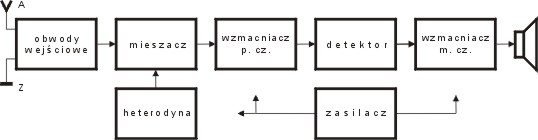 A
obwody
wejściowe
mieszacz
wzmacniacz
p. cz.
detektor
wzmacniacz
m. cz.
Z
heterodyna
zasilacz